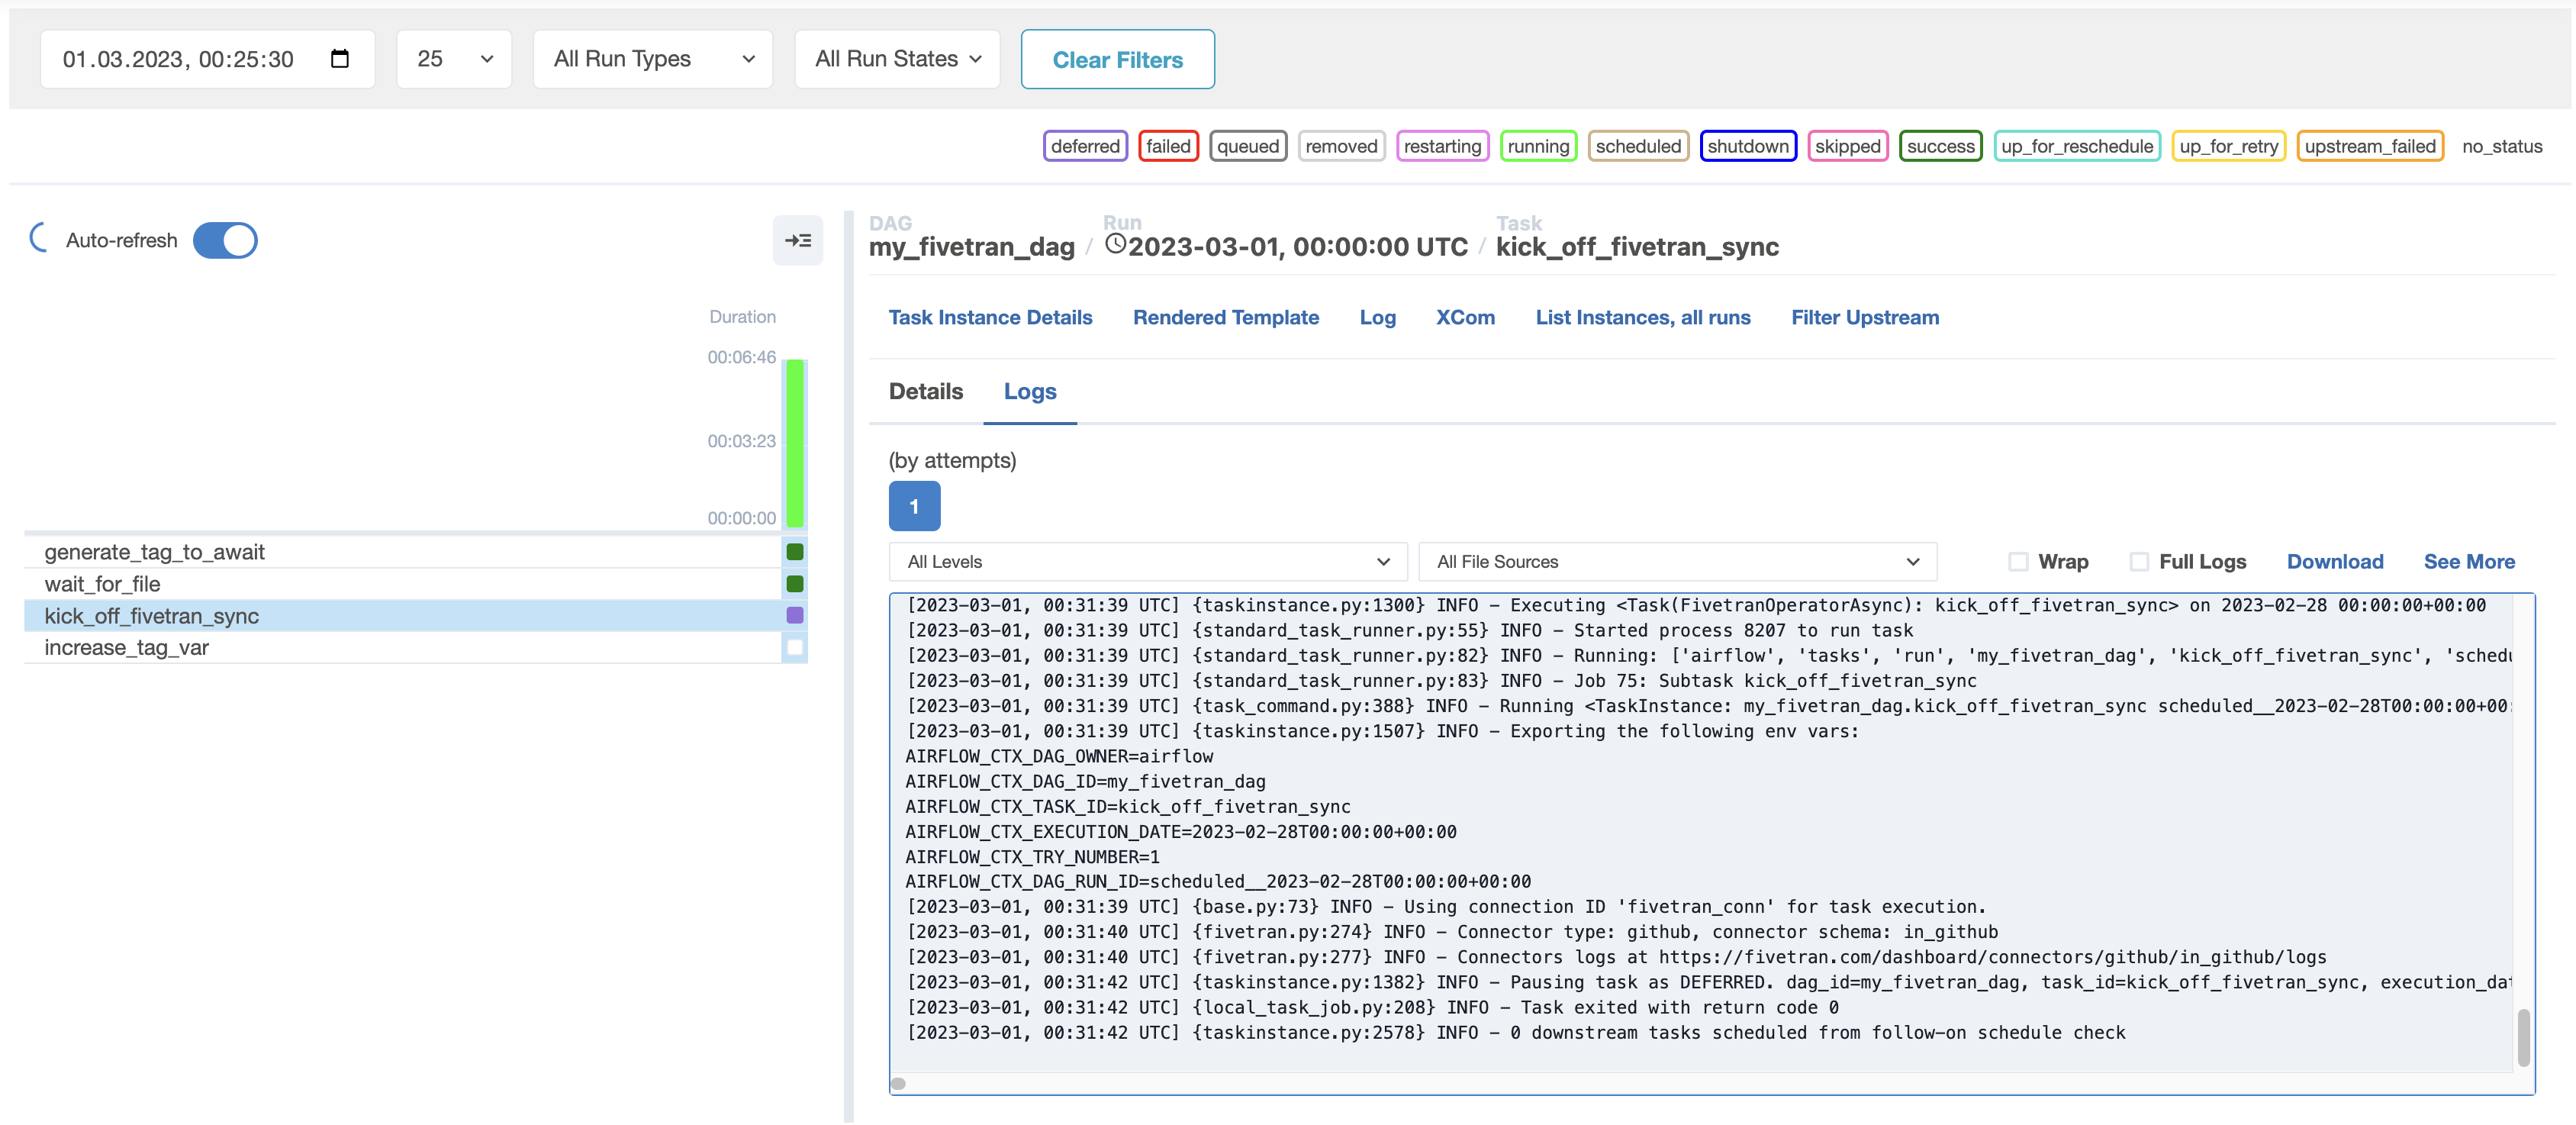 01.03.2023, 00:25:30 25 All Run Types All Run States Clear Filters
deferred failed queued removed restarting running scheduled shutdown skipped success up_for_reschedule up_for_retry upstream_failed no_status
Auto-refresh
Duration
00:06:46
00:03:23
00:00:00
generate_tag_to_await
wait_for_file
kick_off_fivetran_sync
increase_tag_var
DAG Run Task
my_fivetran_dag / 2023-03-01, 00:00:00 UTC / kick_off_fivetran_sync
Task Instance Details Rendered Template Log XCom List Instances, all runs Filter Upstream
Details Logs
(by attempts)
1
All Levels All File Sources Wrap Full Logs Download See More
[2023-03-01, 00:31:39 UTC] {taskinstance.py:1300} INFO - Executing <Task(FivetranOperatorAsync): kick_off_fivetran_sync> on 2023-02-28 00:00:00+00:00
[2023-03-01, 00:31:39 UTC] {standard_task_runner.py:55} INFO - Started process 8207 to run task
[2023-03-01, 00:31:39 UTC] {standard_task_runner.py:82} INFO - Running: ['airflow', 'tasks', 'run', 'my_fivetran_dag', 'kick_off_fivetran_sync', 'schedu
[2023-03-01, 00:31:39 UTC] {standard_task_runner.py:83} INFO - Job 75: Subtask kick_off_fivetran_sync
[2023-03-01, 00:31:39 UTC] {task_command.py:388} INFO - Running <TaskInstance: my_fivetran_dag.kick_off_fivetran_sync scheduled__2023-02-28T00:00:00+00:
[2023-03-01, 00:31:39 UTC] {taskinstance.py:1507} INFO - Exporting the following env vars:
AIRFLOW_CTX_DAG_OWNER=airflow
AIRFLOW_CTX_DAG_ID=my_fivetran_dag
AIRFLOW_CTX_TASK_ID=kick_off_fivetran_sync
AIRFLOW_CTX_EXECUTION_DATE=2023-02-28T00:00:00+00:00
AIRFLOW_CTX_TRY_NUMBER=1
AIRFLOW_CTX_DAG_RUN_ID=scheduled__2023-02-28T00:00:00+00:00
[2023-03-01, 00:31:39 UTC] {base.py:73} INFO - Using connection ID 'fivetran_conn' for task execution.
[2023-03-01, 00:31:40 UTC] {fivetran.py:274} INFO - Connector type: github, connector schema: in_github
[2023-03-01, 00:31:40 UTC] {fivetran.py:277} INFO - Connectors logs at https://fivetran.com/dashboard/connectors/github/in_github/logs
[2023-03-01, 00:31:42 UTC] {taskinstance.py:1382} INFO - Pausing task as DEFERRED. dag_id=my_fivetran_dag, task_id=kick_off_fivetran_sync, execution_dat
[2023-03-01, 00:31:42 UTC] {local_task_job.py:208} INFO - Task exited with return code 0
[2023-03-01, 00:31:42 UTC] {taskinstance.py:2578} INFO - 0 downstream tasks scheduled from follow-on schedule check